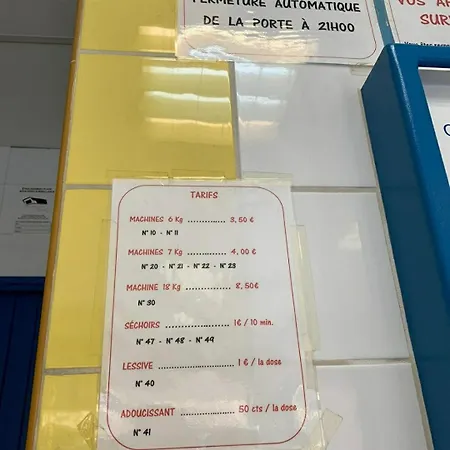 FERMETURE AUTOMATIQUE
DE LA PORTE À 21H00
VOS
SUR
TARIFS
MACHINES 6 Kg ............. 3,50 €
N° 10 - N° 11
MACHINES 7 Kg ............. 4,00 €
N° 20 - N° 21 - N° 22 - N° 23
MACHINE 18 Kg ............. 8,50€
N° 30
SÉCHOIRS ................... 1€ / 10 min.
N° 47 - N° 48 - N° 49
LESSIVE ...................... 1 € / la dose
N° 40
ADOUCISSANT ............... 50 cts / la dose
N° 41